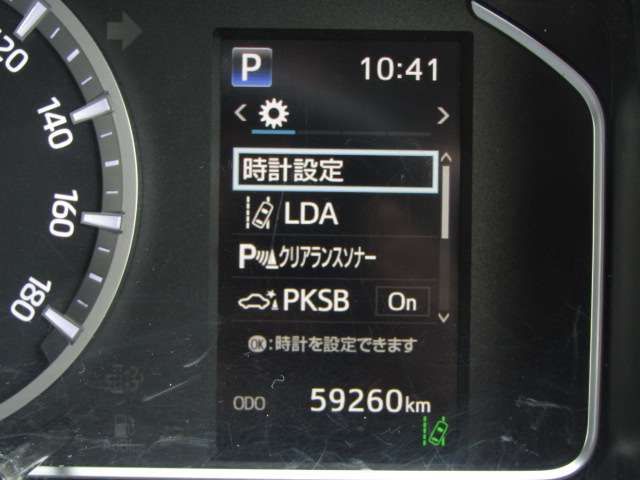 120
140
160
180
P 10:41
時計設定
LDA
Pクリアランスソナー
PKSB On
OK:時計を設定できます
ODO 59260km